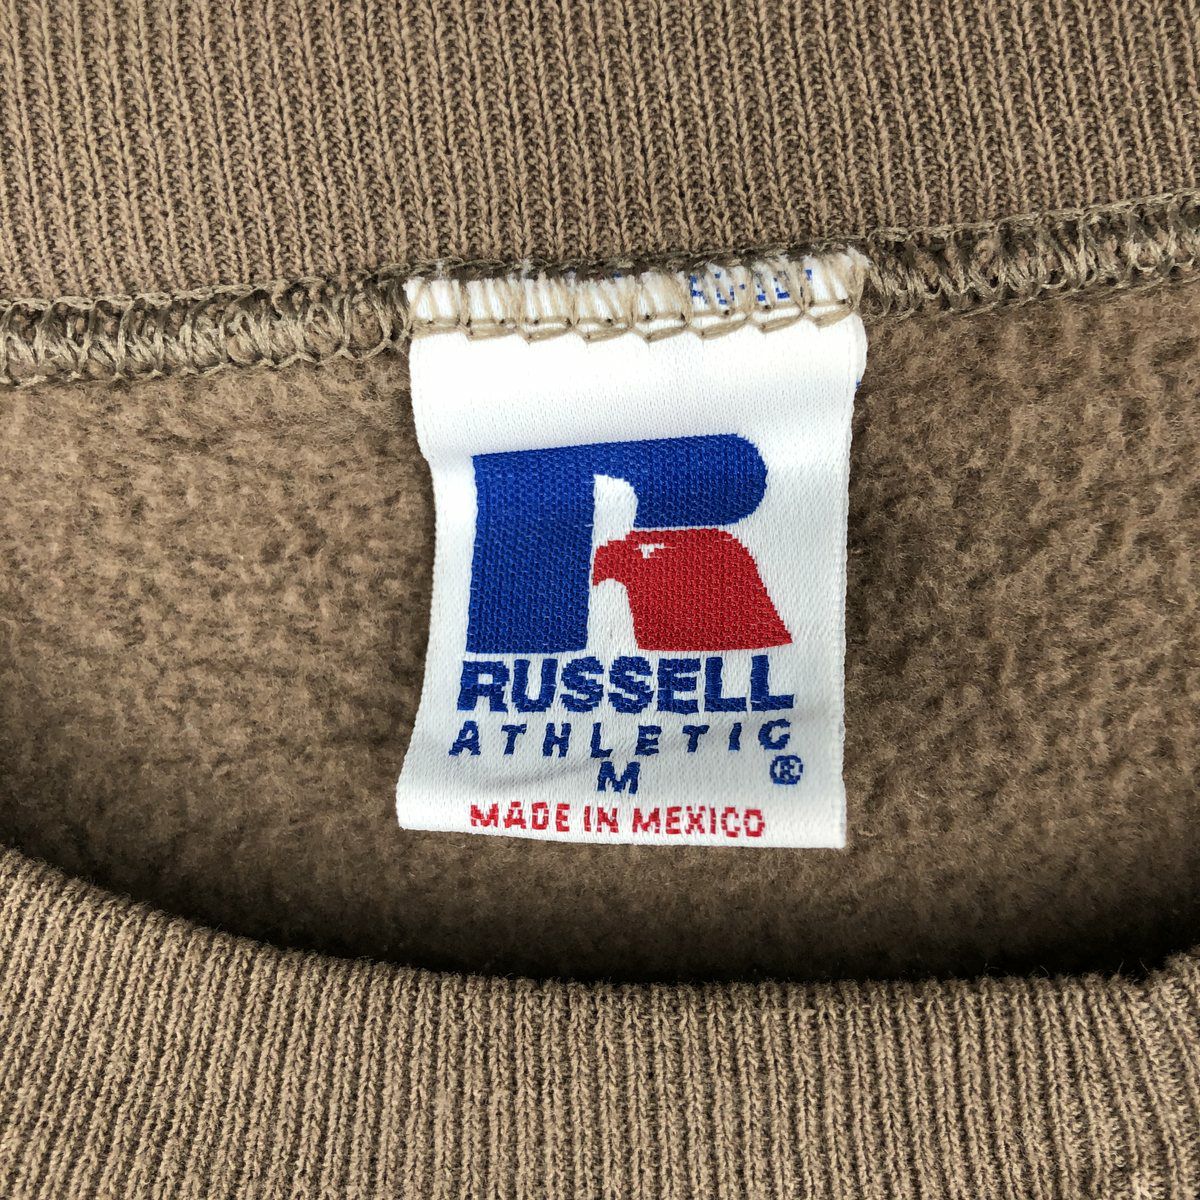 RUSSELL
ATHLETIC
M ®
MADE IN MEXICO